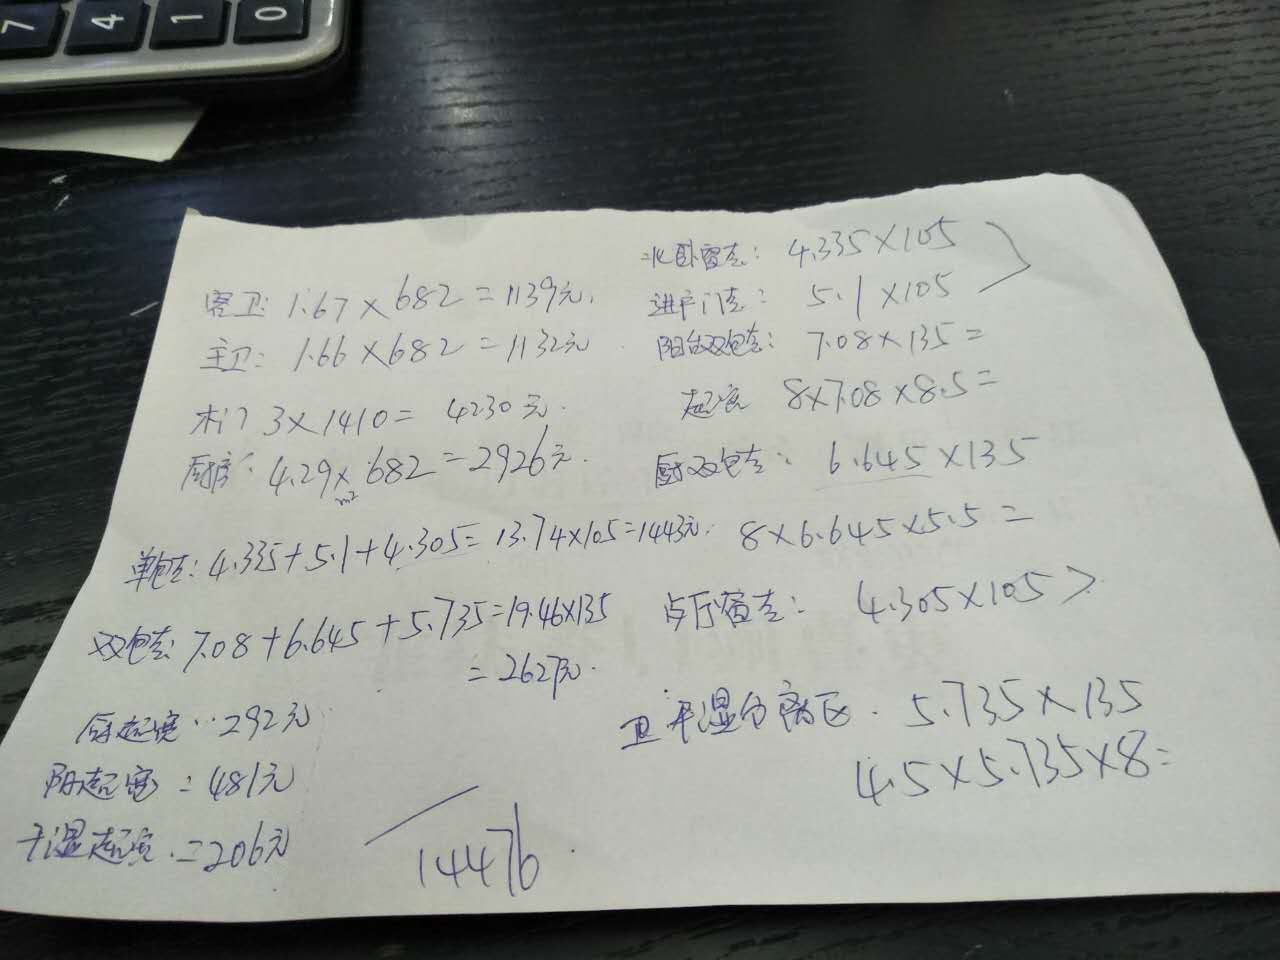 7 4 1 0
客卫: 1.67×682=1139元.
主卫: 1.66×682=1132元
木门 3×1410= 4230元.
厨房: 4.29×682=2926元.
m²
单包套: 4.335+5.1+4.305=13.74×105=1443元.
双包套: 7.08+6.645+5.735=19.46×135
=2627元.
厨超宽: 292元
阳超宽: 481元
干湿超宽.=206元
14476.
北卧窗套: 4.335×105
进户门套: 5.1×105
阳台双包套: 7.08×135=
超宽 8×7.08×8.5=
厨双包套: 6.645×135
8×6.645×5.5=
窗套: 4.305×105
卫干湿分离区. 5.735×135
4.5×5.735×8=